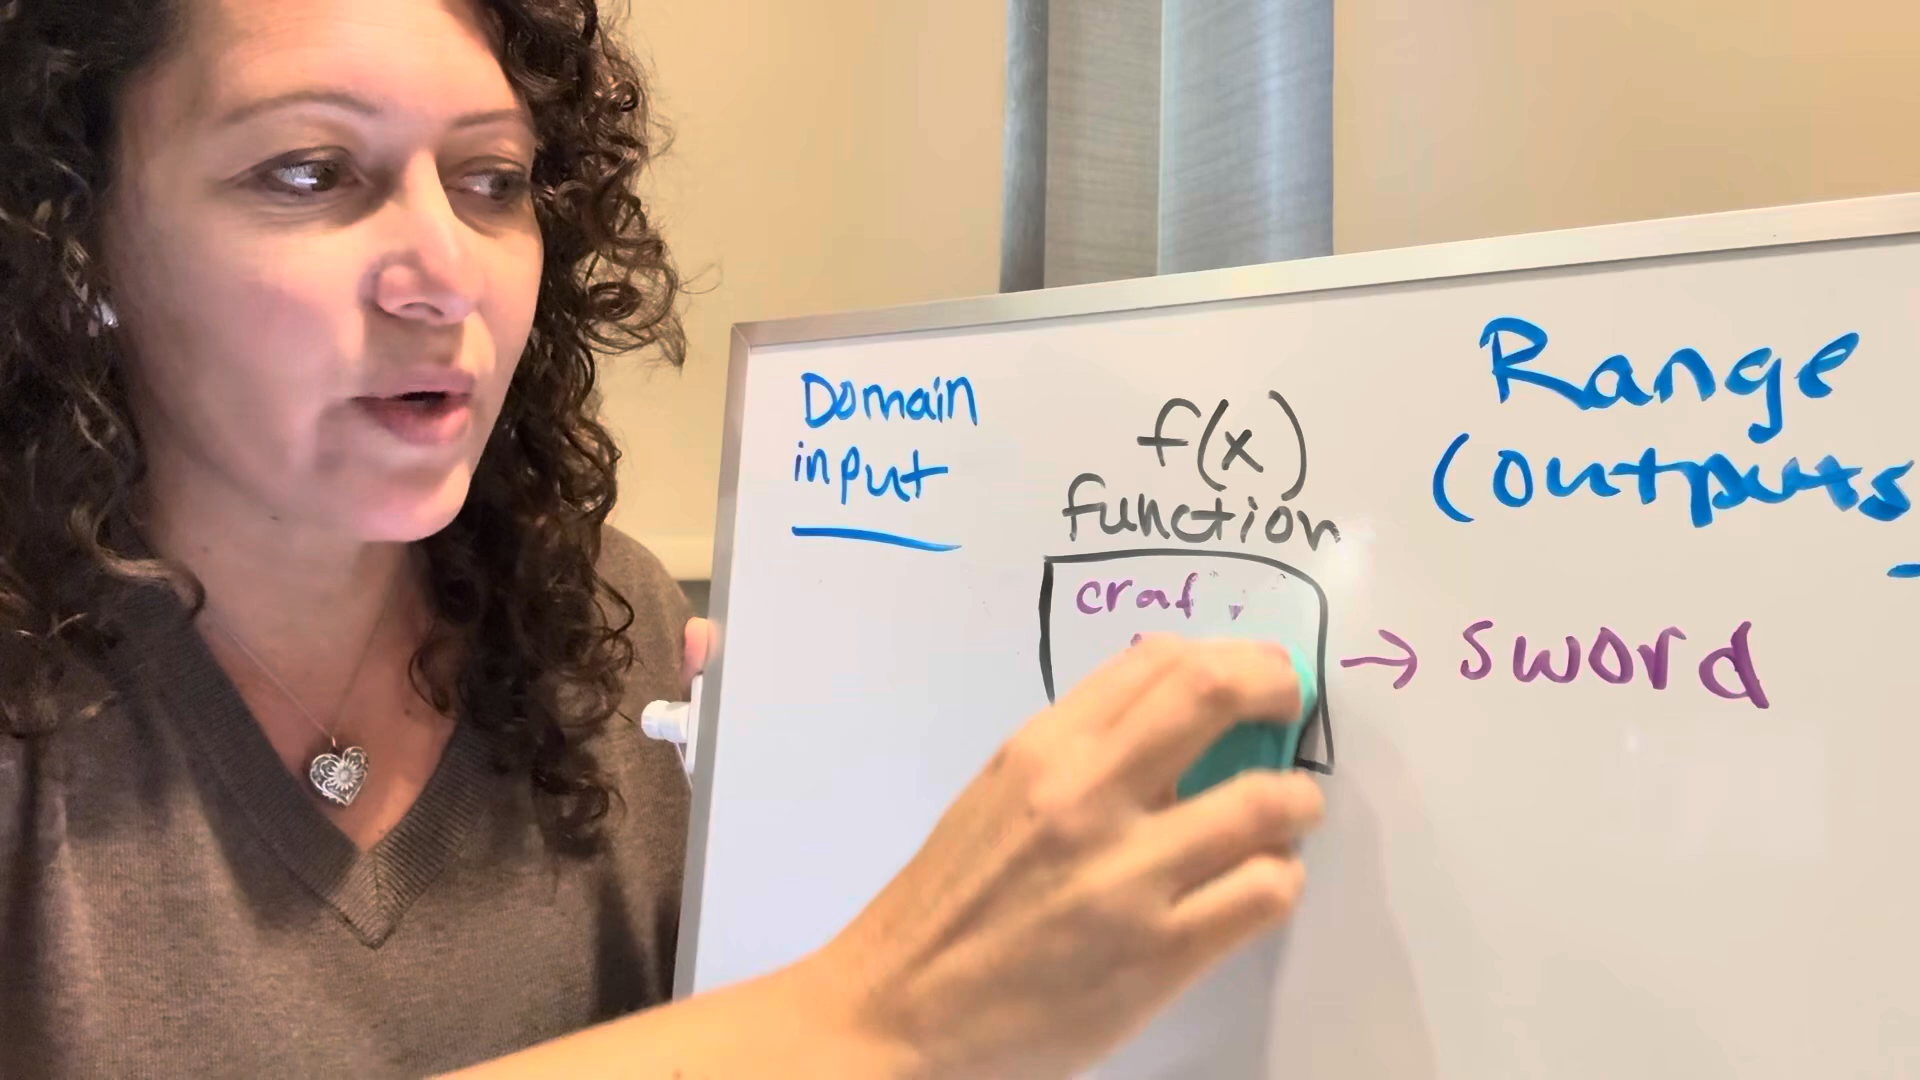 Domain
input
f(x)
function
Range
(outputs
craf
→ sword